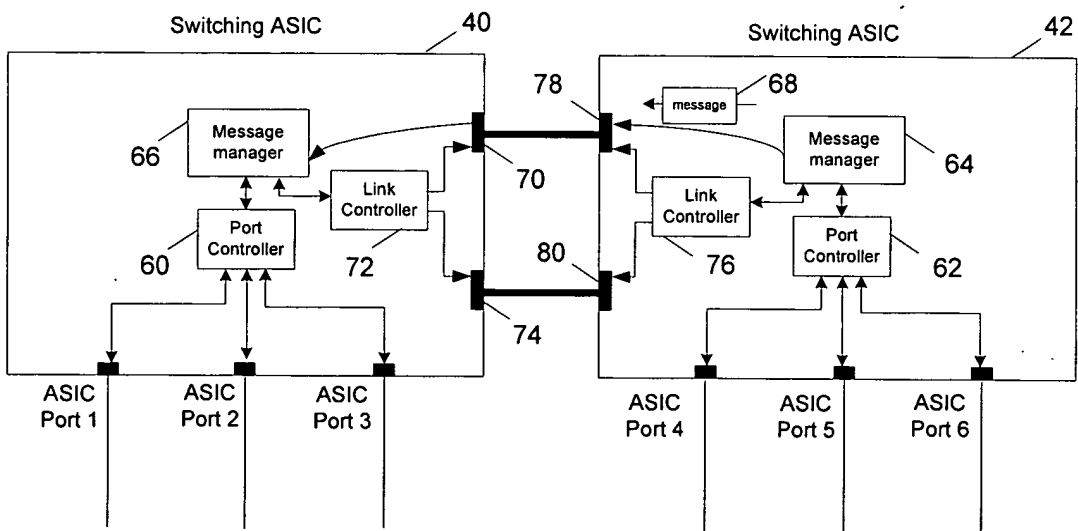 Switching ASIC
40
Switching ASIC
42
78
message
68
66
Message
manager
Message
manager
64
70
Link
Controller
Link
Controller
60
Port
Controller
72
76
Port
Controller
62
80
74
ASIC
Port 1
ASIC
Port 2
ASIC
Port 3
ASIC
Port 4
ASIC
Port 5
ASIC
Port 6